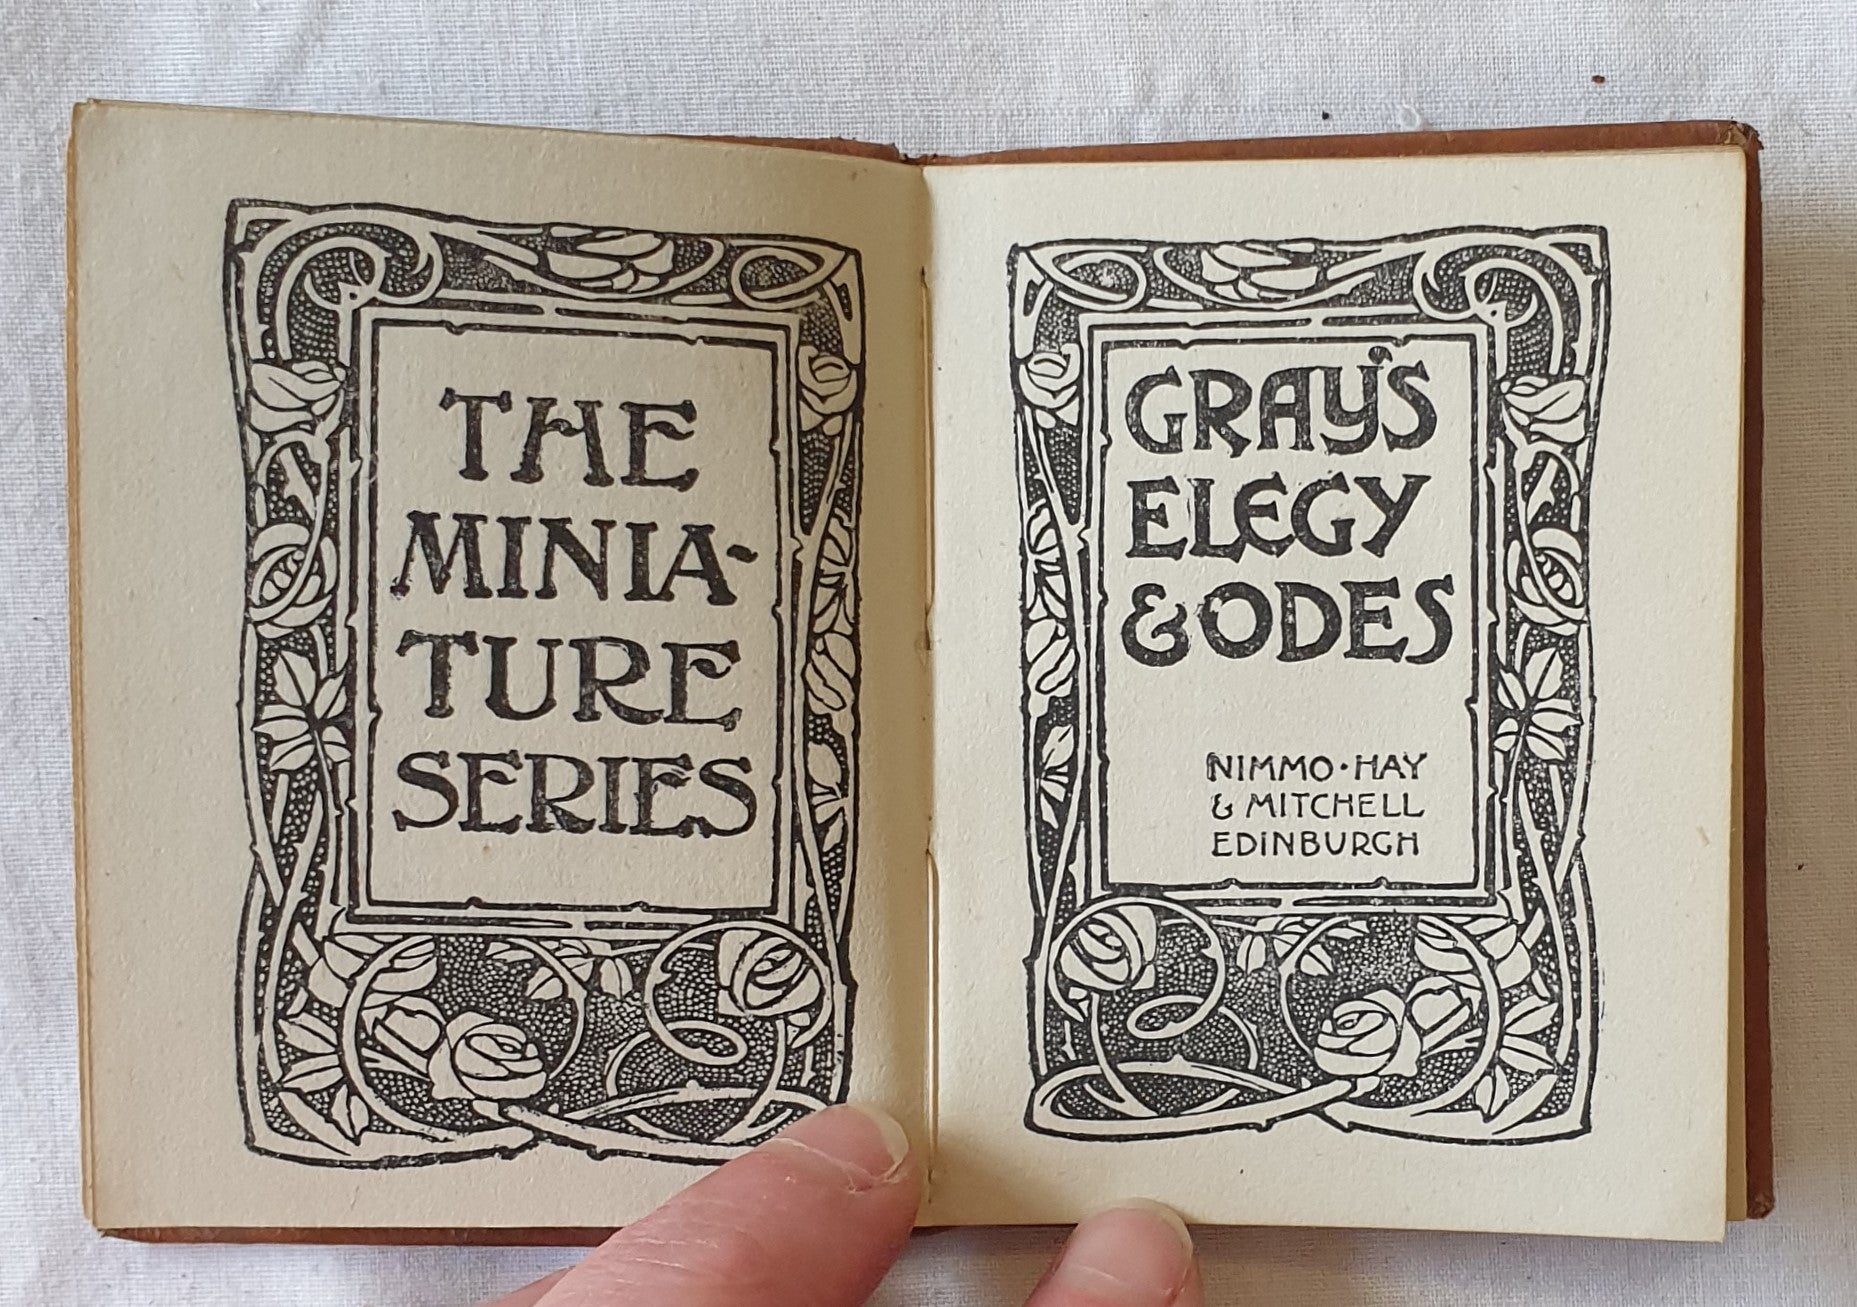 THE
MINIA-
TURE
SERIES
GRAY'S
ELEGY
& ODES
NIMMO·HAY
& MITCHELL
EDINBURGH